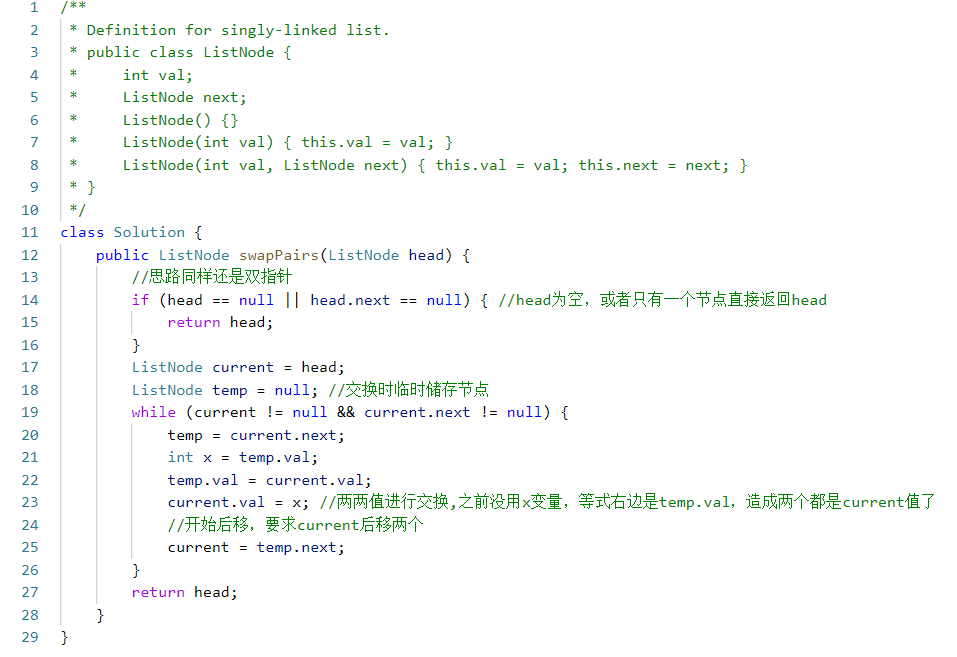 1 /**
2  * Definition for singly-linked list.
3  * public class ListNode {
4  *     int val;
5  *     ListNode next;
6  *     ListNode() {}
7  *     ListNode(int val) { this.val = val; }
8  *     ListNode(int val, ListNode next) { this.val = val; this.next = next; }
9  * }
10  */
11 class Solution {
12     public ListNode swapPairs(ListNode head) {
13         //思路同样还是双指针
14         if (head == null || head.next == null) { //head为空，或者只有一个节点直接返回head
15             return head;
16         }
17         ListNode current = head;
18         ListNode temp = null; //交换时临时储存节点
19         while (current != null && current.next != null) {
20             temp = current.next;
21             int x = temp.val;
22             temp.val = current.val;
23             current.val = x; //两两值进行交换,之前没用x变量，等式右边是temp.val，造成两个都是current值了
24             //开始后移，要求current后移两个
25             current = temp.next;
26         }
27         return head;
28     }
29 }